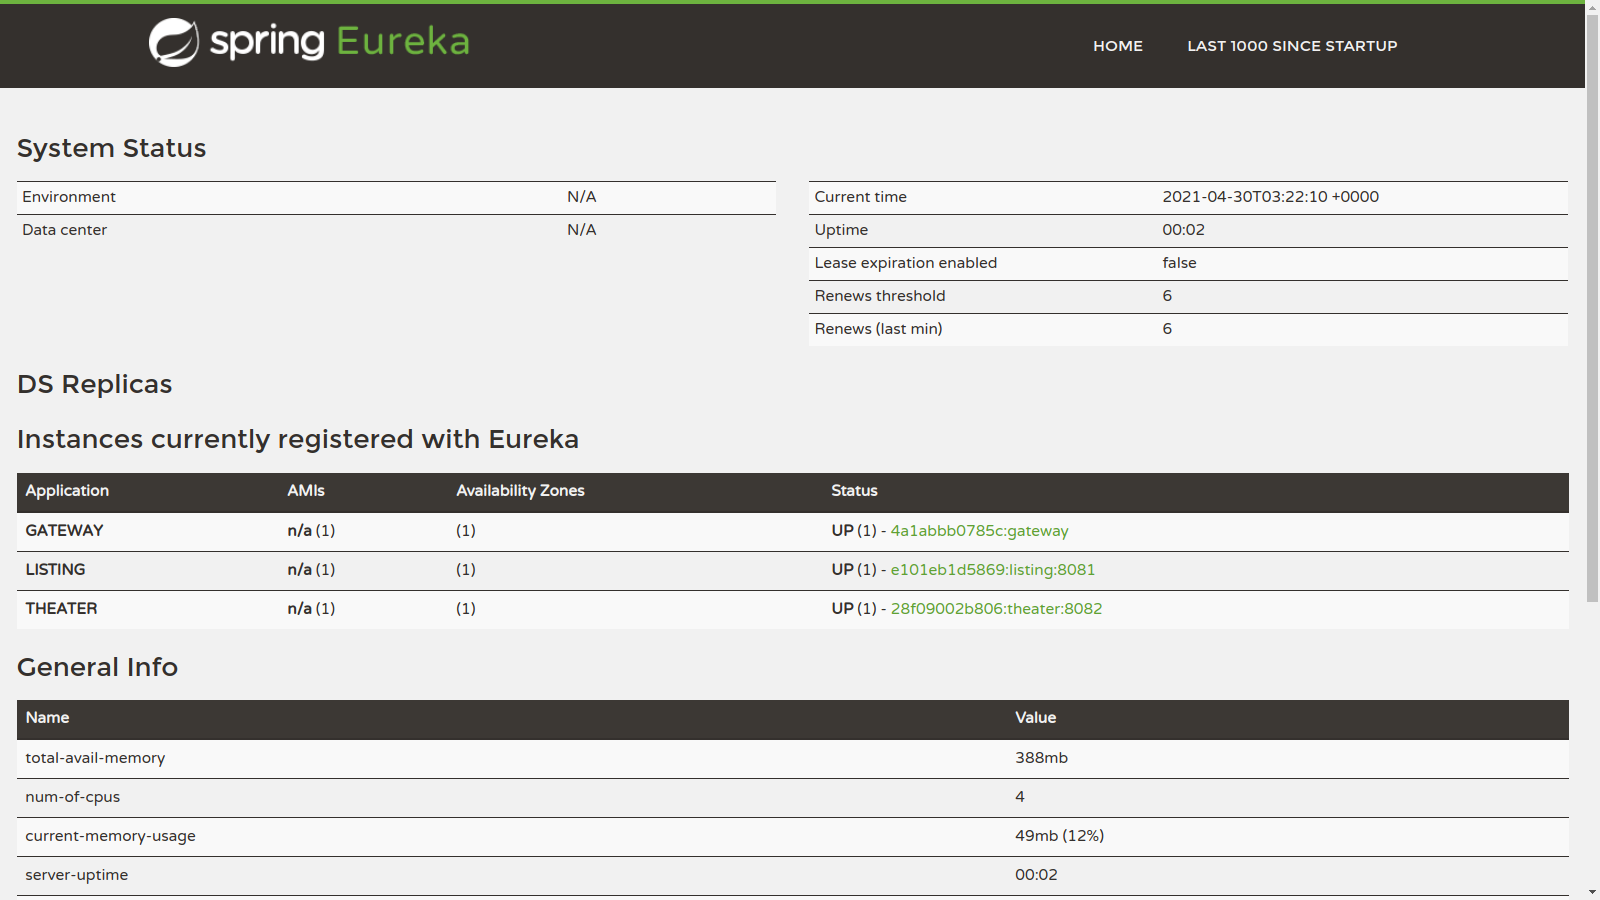 spring Eureka
HOME LAST 1000 SINCE STARTUP
System Status
Environment N/A
Data center N/A
Current time 2021-04-30T03:22:10 +0000
Uptime 00:02
Lease expiration enabled false
Renews threshold 6
Renews (last min) 6
DS Replicas
Instances currently registered with Eureka
Application AMIs Availability Zones Status
GATEWAY n/a (1) (1) UP (1) - 4a1abbb0785c:gateway
LISTING n/a (1) (1) UP (1) - e101eb1d5869:listing:8081
THEATER n/a (1) (1) UP (1) - 28f09002b806:theater:8082
General Info
Name Value
total-avail-memory 388mb
num-of-cpus 4
current-memory-usage 49mb (12%)
server-uptime 00:02